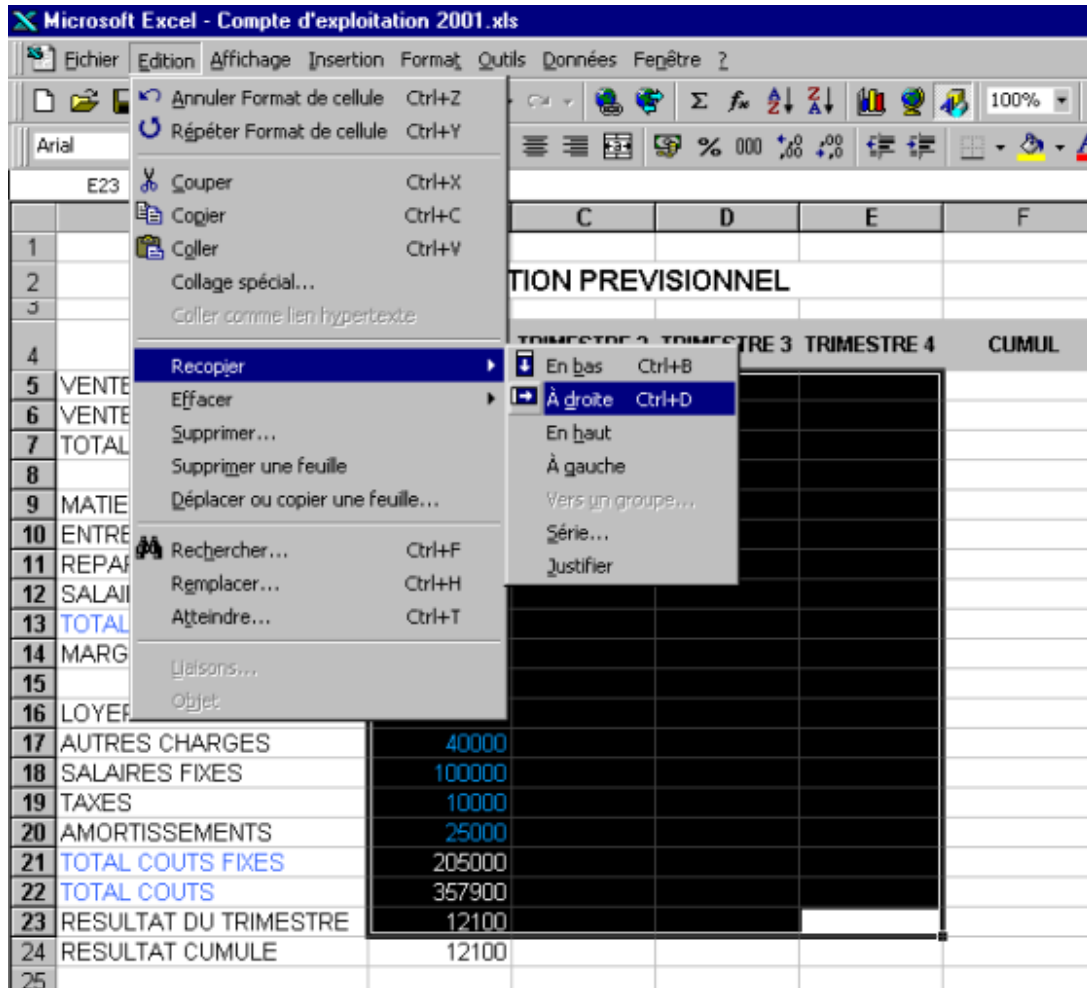 Microsoft Excel - Compte d'exploitation 2001.xls
Fichier Edition Affichage Insertion Format Outils Données Fenêtre ?
100%
Arial % 000
E23
C D E F
Annuler Format de cellule Ctrl+Z
Répéter Format de cellule Ctrl+Y
Couper Ctrl+X
Copier Ctrl+C
Coller Ctrl+V
Collage spécial...
Coller comme lien hypertexte
Recopier
Effacer
Supprimer...
Supprimer une feuille
Déplacer ou copier une feuille...
Rechercher... Ctrl+F
Remplacer... Ctrl+H
Atteindre... Ctrl+T
Liaisons...
Objet
En bas Ctrl+B
À droite Ctrl+D
En haut
À gauche
Vers un groupe...
Série...
Justifier
1
2 TION PREVISIONNEL
3
4 TRIMESTRE 2 TRIMESTRE 3 TRIMESTRE 4 CUMUL
5 VENTE
6 VENTE
7 TOTAL
8
9 MATIE
10 ENTRE
11 REPAR
12 SALAI
13 TOTAL
14 MARG
15
16 LOYER
17 AUTRES CHARGES 40000
18 SALAIRES FIXES 100000
19 TAXES 10000
20 AMORTISSEMENTS 25000
21 TOTAL COUTS FIXES 205000
22 TOTAL COUTS 357900
23 RESULTAT DU TRIMESTRE 12100
24 RESULTAT CUMULE 12100
25